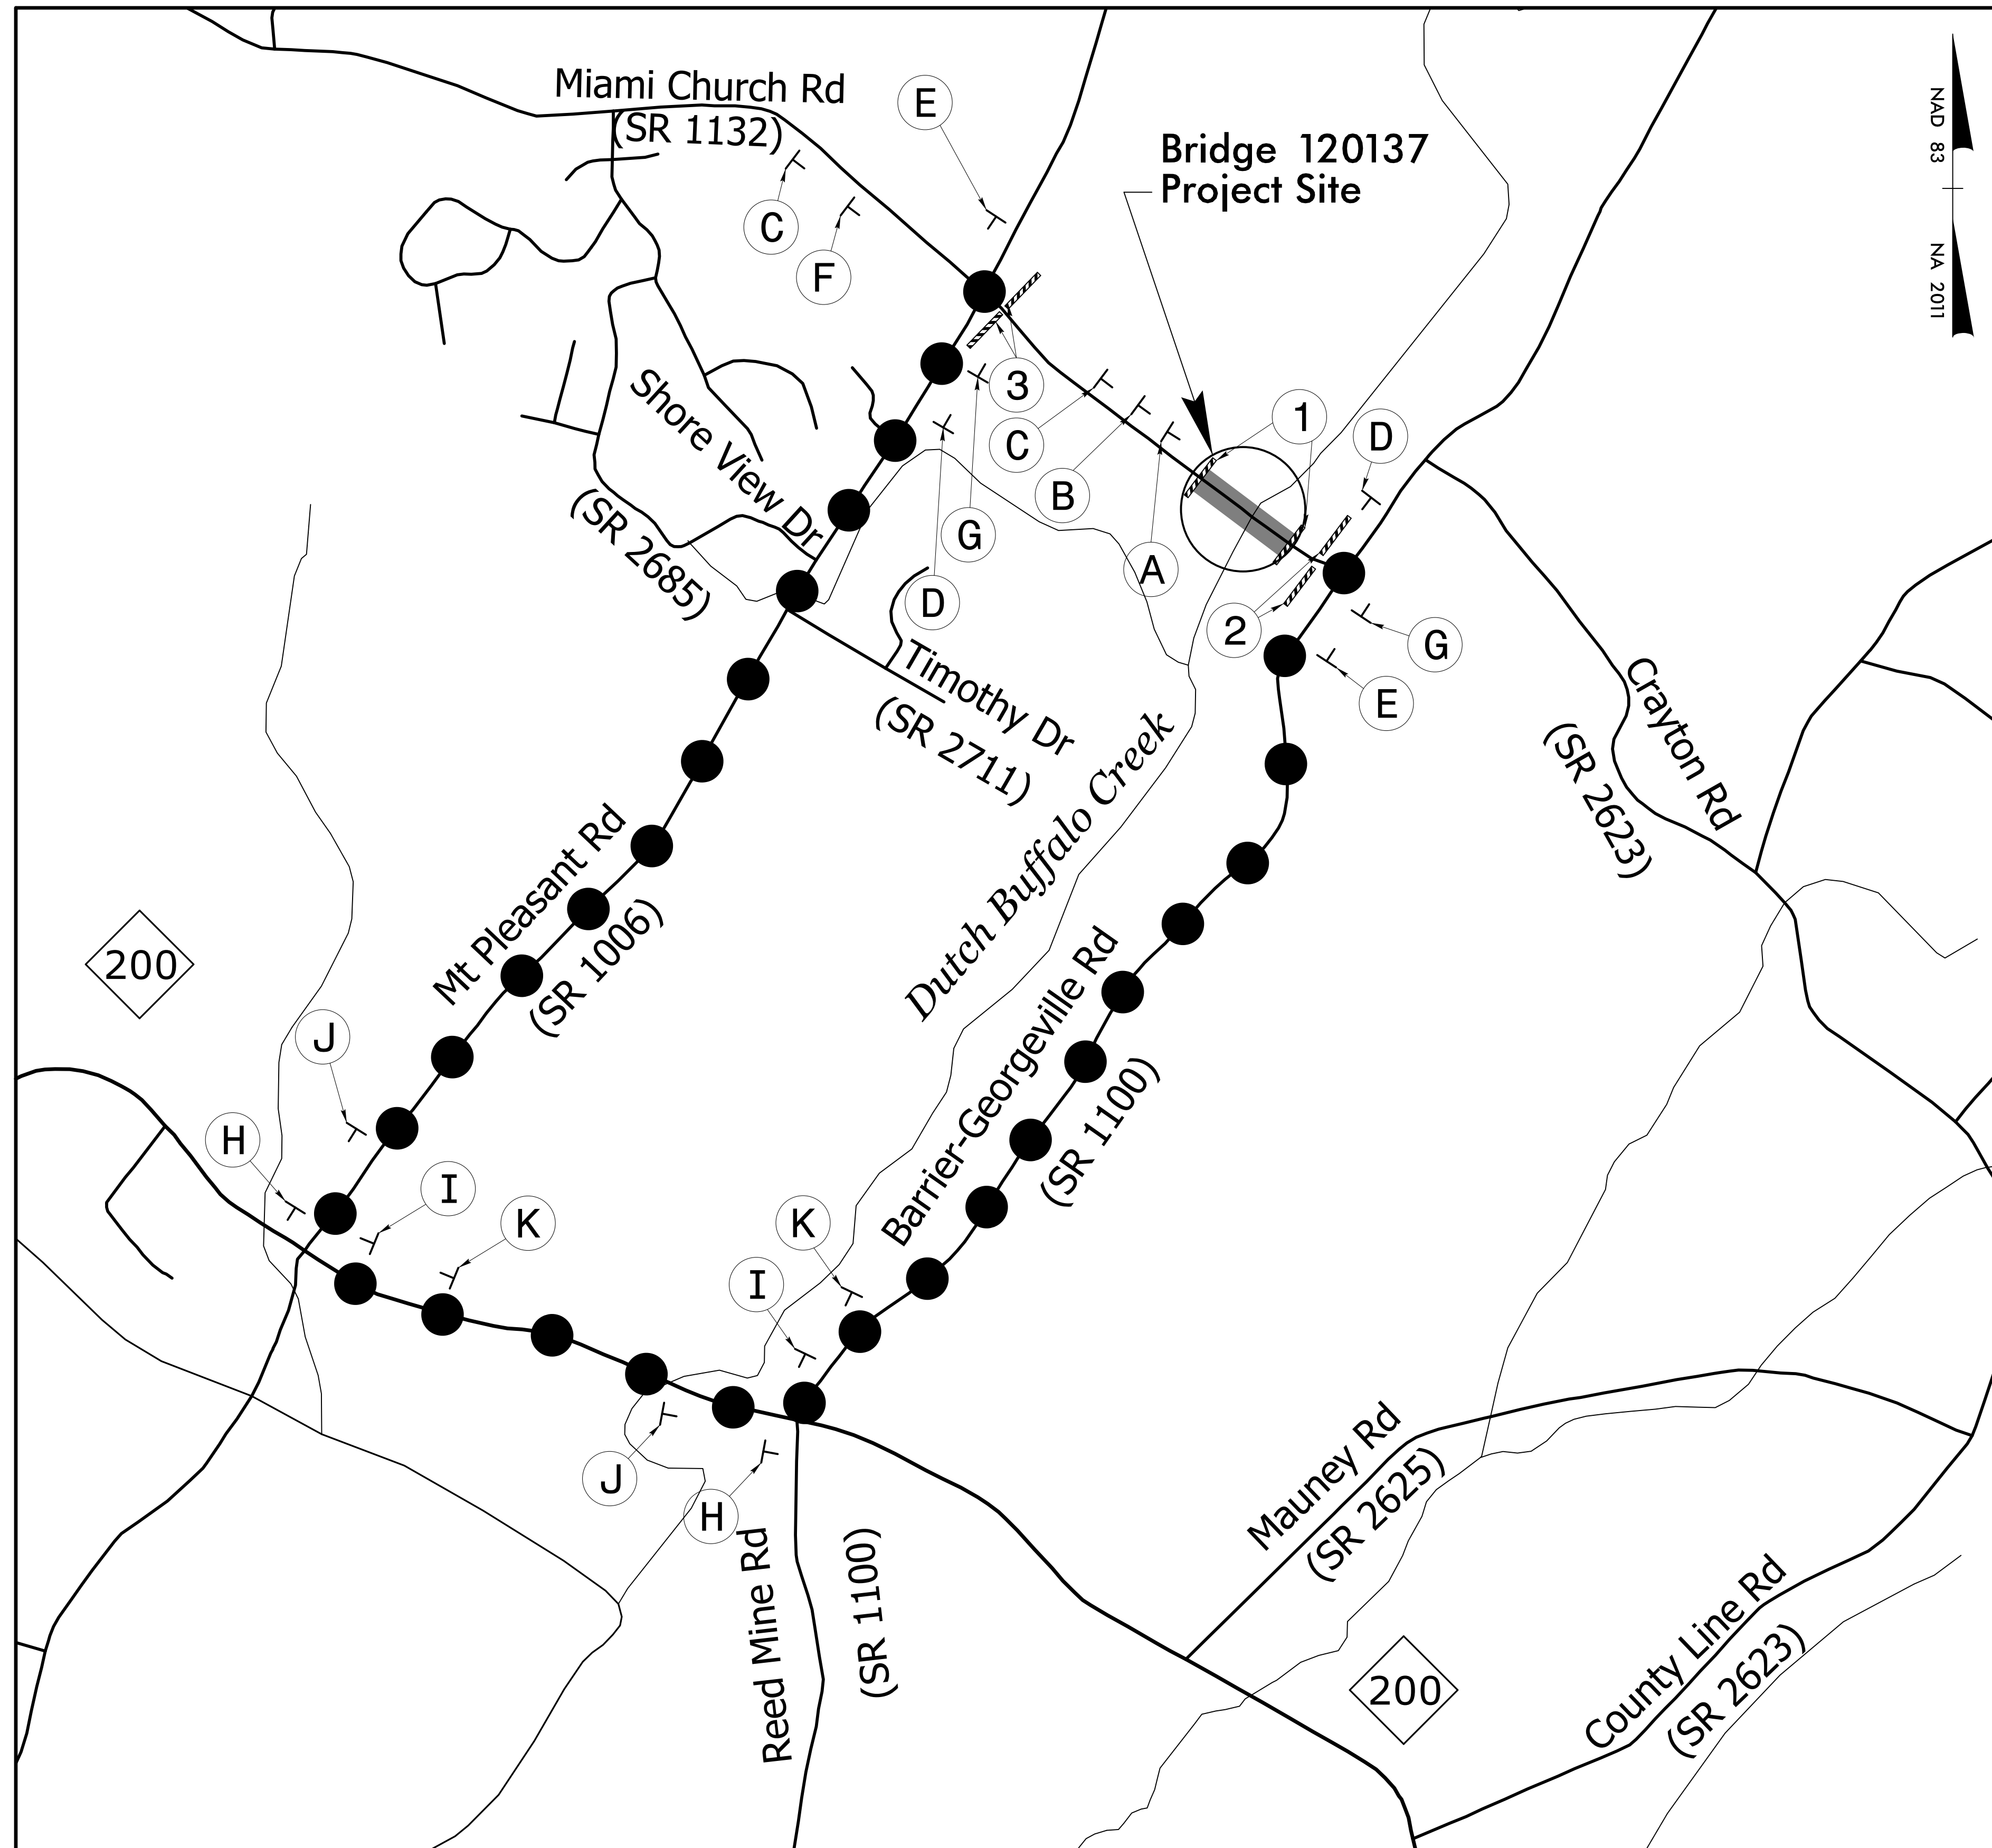 Miami Church Rd
(SR 1132)
E
Bridge 120137
Project Site
NAD 83
NA 2011
C
F
3
1
D
C
B
G
A
D
2
G
E
Shore View Dr
(SR 2685)
Timothy Dr
(SR 2711)
Crayton Rd
(SR 2623)
Dutch Buffalo Creek
Mt Pleasant Rd
(SR 1006)
200
J
H
I
K
K
I
Barrier-Georgeville Rd
(SR 1100)
J
H
Reed Mine Rd
(SR 1100)
Mauney Rd
(SR 2625)
200
County Line Rd
(SR 2623)